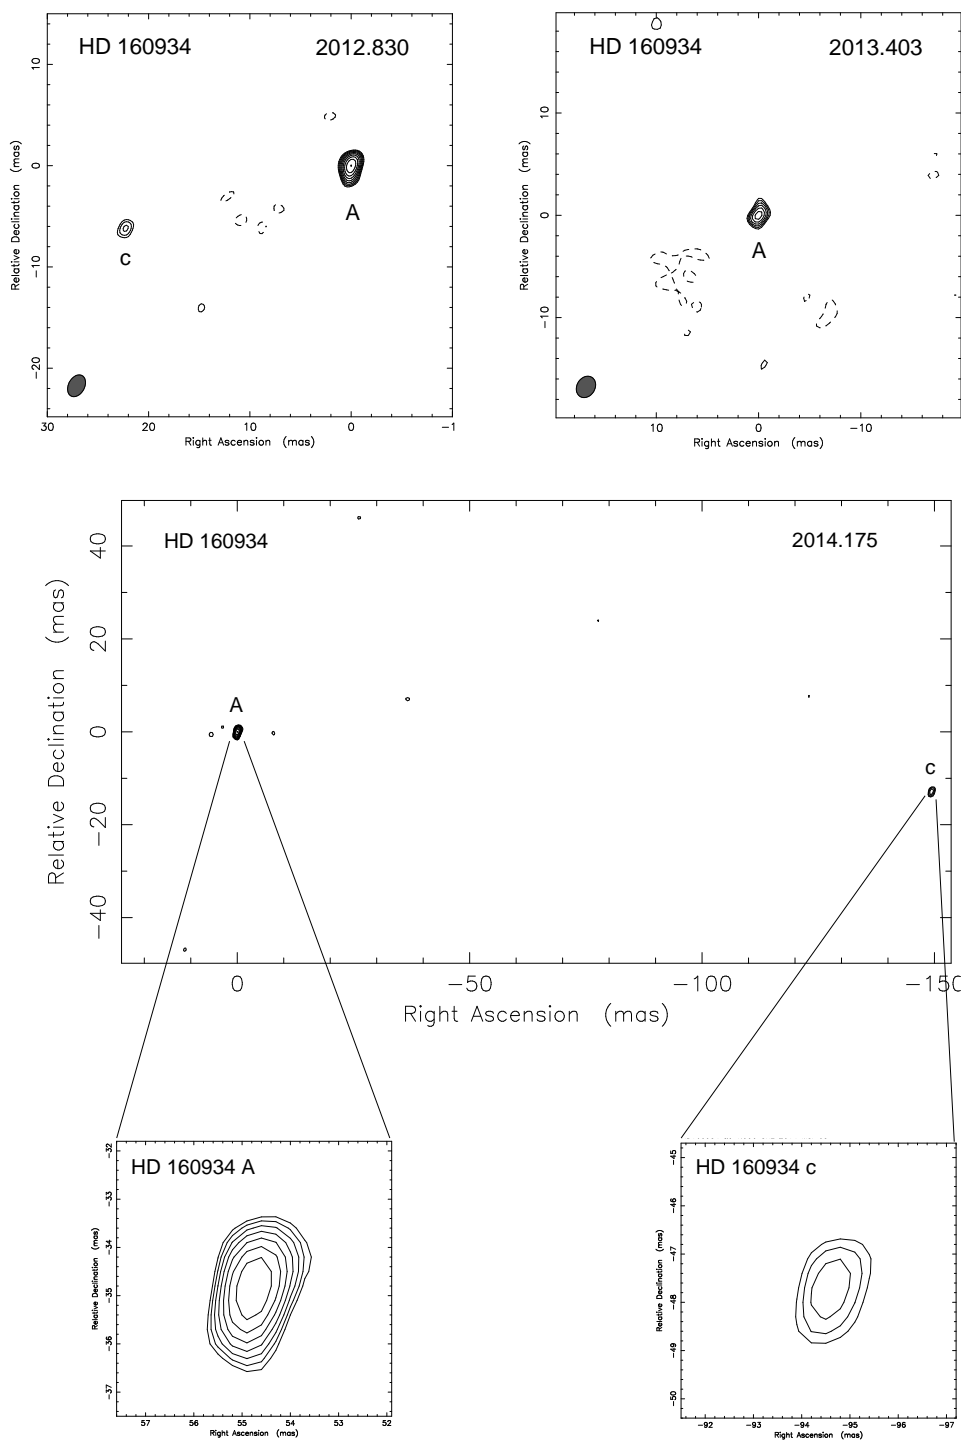 HD 160934 2012.830
Relative Declination (mas)
10
0
−10
−20
A
c
30 20 10 0 −1
Right Ascension (mas)
HD 160934 2013.403
Relative Declination (mas)
10
0
−10
A
10 0 −10
Right Ascension (mas)
HD 160934 2014.175
Relative Declination (mas)
40
20
0
−20
−40
A
c
0 −50 −100 −150
Right Ascension (mas)
HD 160934 A
Relative Declination (mas)
−32
−33
−34
−35
−36
−37
57 56 55 54 53 52
Right Ascension (mas)
HD 160934 c
Relative Declination (mas)
−45
−46
−47
−48
−49
−50
−92 −93 −94 −95 −96 −97
Right Ascension (mas)